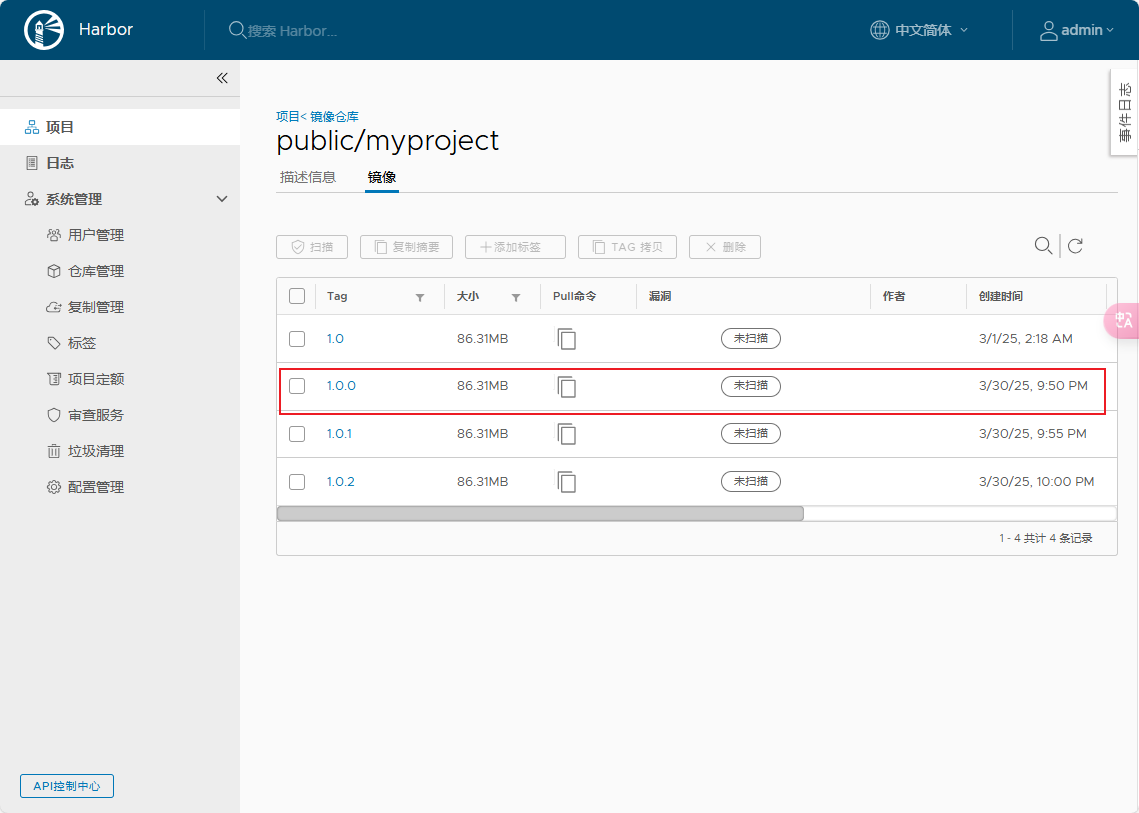 Harbor
搜索 Harbor...
中文简体
admin
事件日志
项目
日志
系统管理
用户管理
仓库管理
复制管理
标签
项目定额
审查服务
垃圾清理
配置管理
API控制中心
项目< 镜像仓库
public/myproject
描述信息 镜像
扫描 复制摘要 +添加标签 TAG 拷贝 × 删除
Tag 大小 Pull命令 漏洞 作者 创建时间
1.0 86.31MB 未扫描 3/1/25, 2:18 AM
1.0.0 86.31MB 未扫描 3/30/25, 9:50 PM
1.0.1 86.31MB 未扫描 3/30/25, 9:55 PM
1.0.2 86.31MB 未扫描 3/30/25, 10:00 PM
1 - 4 共计 4 条记录
中A